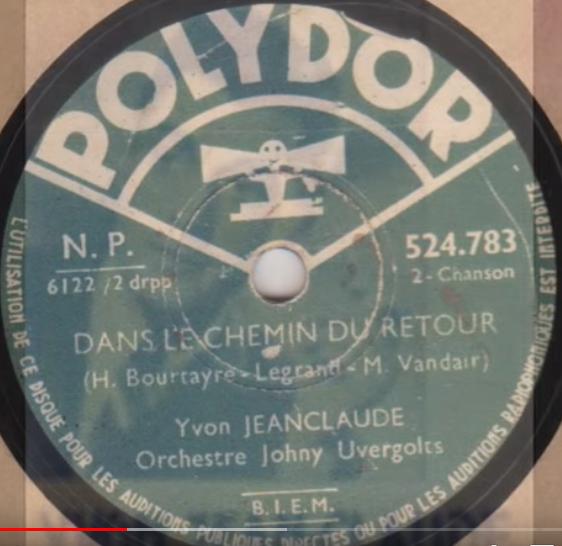 POLYDOR
N. P.
6122 /2 drpp
524.783
2 - Chanson
DANS LE CHEMIN DU RETOUR
(H. Bourtayre - Legrand - M. Vandair)
Yvon JEANCLAUDE
Orchestre Johny Uvergolts
B.I.E.M.
L'UTILISATION DE CE DISQUE POUR LES AUDITIONS PUBLIQUES DIRECTES OU POUR LES AUDITIONS RADIOPHONIQUES EST INTERDITE